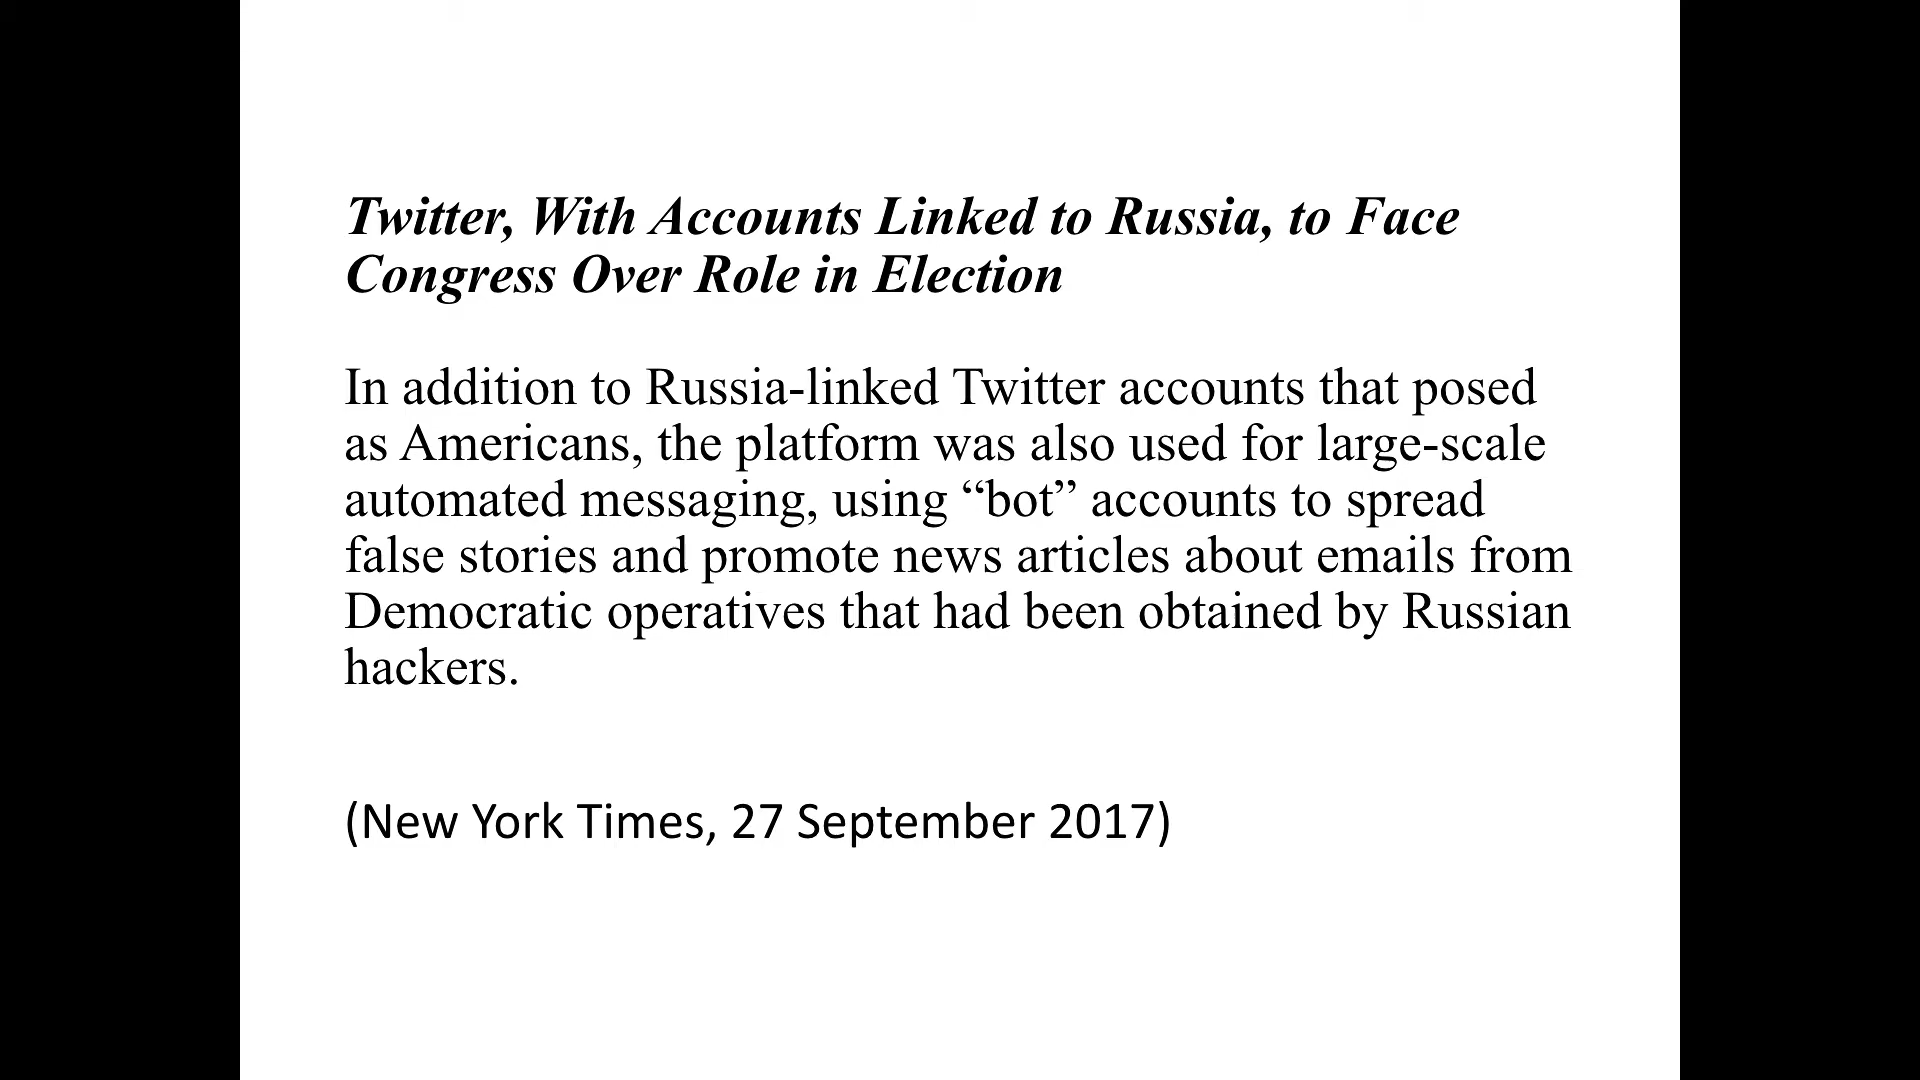 Twitter, With Accounts Linked to Russia, to Face
Congress Over Role in Election
In addition to Russia-linked Twitter accounts that posed
as Americans, the platform was also used for large-scale
automated messaging, using “bot” accounts to spread
false stories and promote news articles about emails from
Democratic operatives that had been obtained by Russian
hackers.
(New York Times, 27 September 2017)